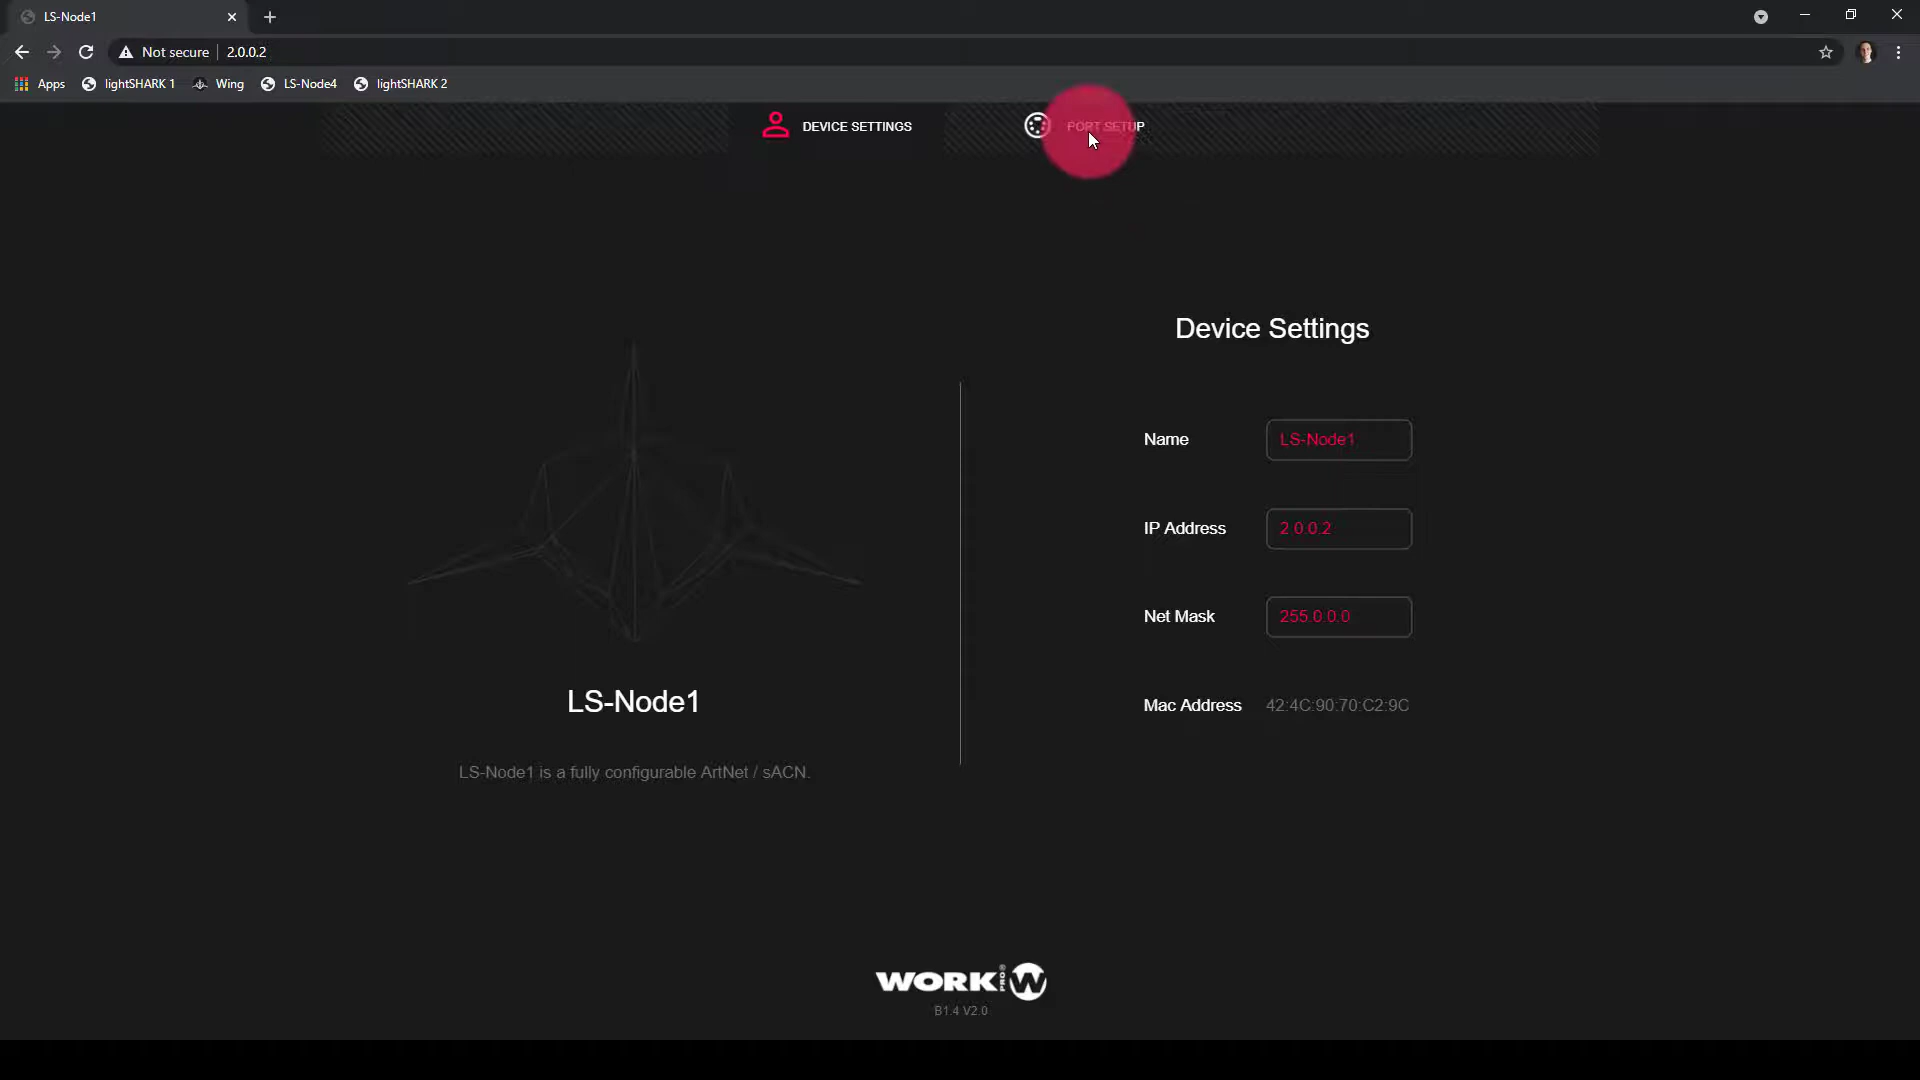 LS-Node1
Not secure
2.0.0.2
Apps
lightSHARK 1
Wing
LS-Node4
lightSHARK 2
DEVICE SETTINGS
PORT SETUP
Device Settings
Name
LS-Node1
IP Address
2.0.0.2
Net Mask
255.0.0.0
Mac Address
42:4C:90:70:C2:9C
LS-Node1
LS-Node1 is a fully configurable ArtNet / sACN.
WORK PRO® W
B1.4 V2.0